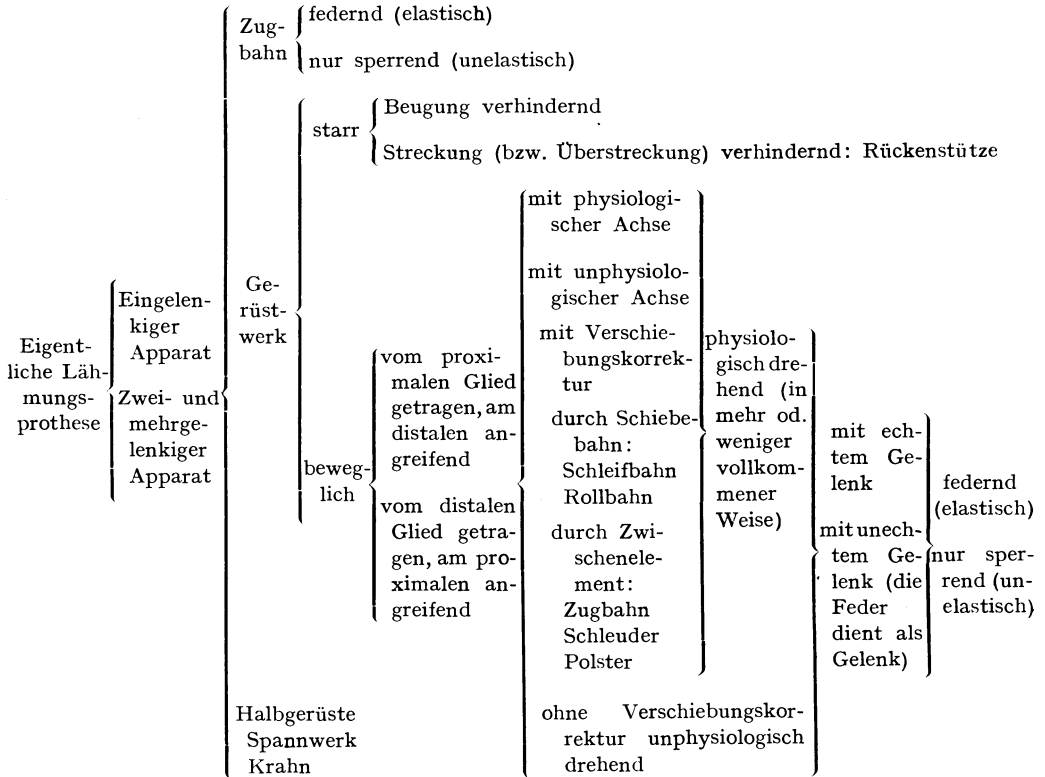 Eigent-
liche Läh-
mungs-
prothese
Eingelen-
kiger
Apparat
Zwei- und
mehrge-
lenkiger
Apparat
Zug-
bahn
federnd (elastisch)
nur sperrend (unelastisch)
Ge-
rüst-
werk
starr
Beugung verhindernd
Streckung (bzw. Überstreckung) verhindernd: Rückenstütze
beweg-
lich
vom proxi-
malen Glied
getragen, am
distalen an-
greifend
vom distalen
Glied getra-
gen, am pro-
ximalen an-
greifend
mit physiologi-
scher Achse
mit unphysiolo-
gischer Achse
mit Verschie-
bungskorrek-
tur
durch Schiebe-
bahn:
Schleifbahn
Rollbahn
durch Zwi-
schenele-
ment:
Zugbahn
Schleuder
Polster
ohne Verschiebungskor-
rektur unphysiologisch
drehend
physiolo-
gisch dre-
hend (in
mehr od.
weniger
vollkom-
mener
Weise)
mit ech-
tem Ge-
lenk
mit unech-
tem Ge-
lenk (die
Feder
dient als
Gelenk)
federnd
(elastisch)
nur sper-
rend (un-
elastisch)
Halbgerüste
Spannwerk
Krahn